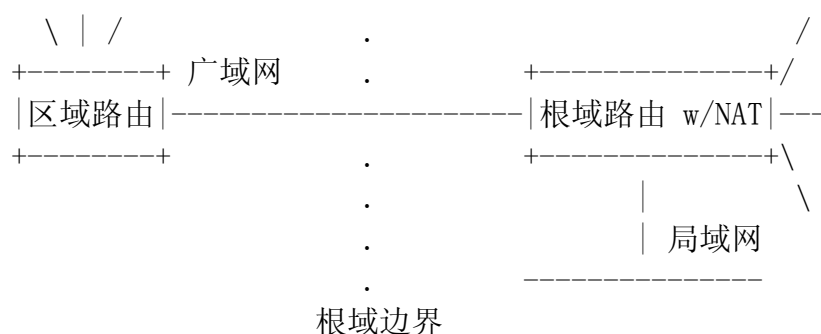 \ | / . /
+--------+ 广域网 . +---------------+/
|区域路由|----------------------|根域路由 w/NAT|---
+--------+ . +---------------+\
. | \
. | 局域网
. ---------------
根域边界